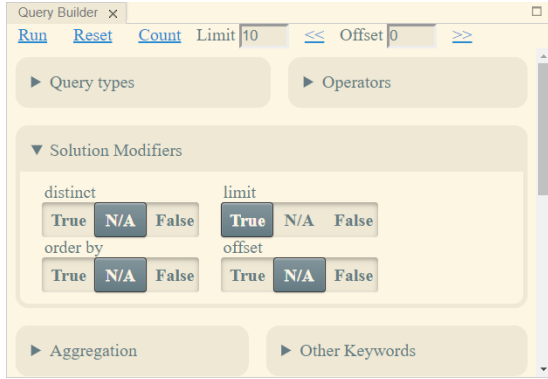 Query Builder
Run Reset Count Limit 10 << Offset 0 >>
Query types Operators
Solution Modifiers
distinct limit
True N/A False True N/A False
order by offset
True N/A False True N/A False
Aggregation Other Keywords